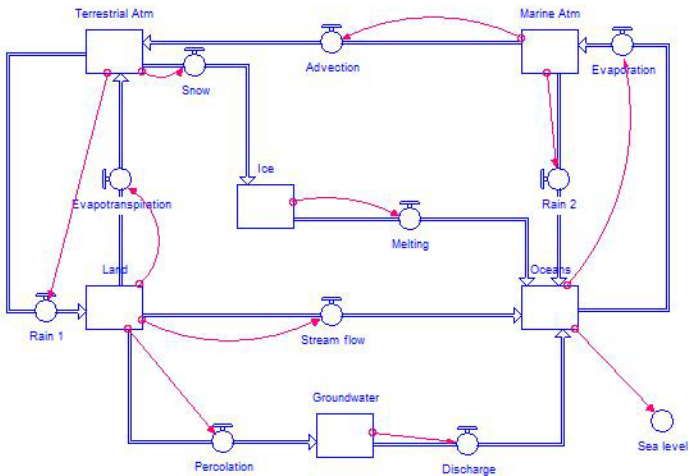 Terrestrial Atm
Marine Atm
Advection
Evaporation
Snow
Ice
Evapotranspiration
Rain 2
Melting
Land
Oceans
Rain 1
Stream flow
Groundwater
Sea level
Percolation
Discharge